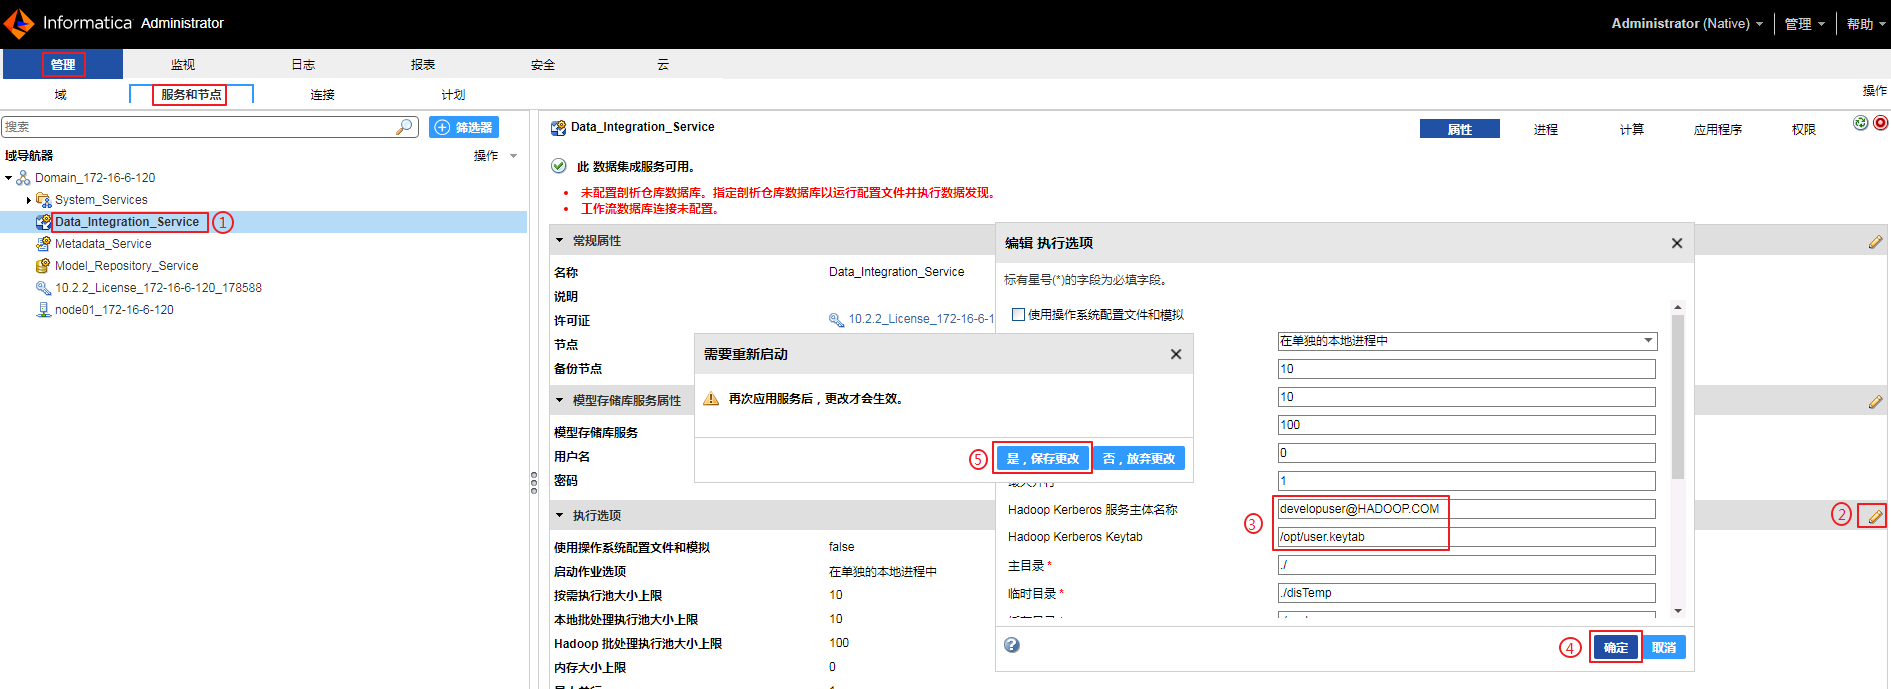 Informatica Administrator
Administrator (Native)
管理
帮助
管理
监视
日志
报表
安全
云
域
服务和节点
连接
计划
操作
搜索
筛选器
域导航器
操作
Domain_172-16-6-120
System_Services
Data_Integration_Service
①
Metadata_Service
Model_Repository_Service
10.2.2_License_172-16-6-120_178588
node01_172-16-6-120
Data_Integration_Service
属性
进程
计算
应用程序
权限
此 数据集成服务可用。
未配置剖析仓库数据库。指定剖析仓库数据库以运行配置文件并执行数据发现。
工作流数据库连接未配置。
常规属性
名称
Data_Integration_Service
说明
许可证
10.2.2_License_172-16-6-1
节点
备份节点
模型存储库服务属性
模型存储库服务
用户名
密码
执行选项
②
使用操作系统配置文件和模拟
false
启动作业选项
在单独的本地进程中
按需执行池大小上限
10
本地批处理执行池大小上限
10
Hadoop 批处理执行池大小上限
100
内存大小上限
0
编辑 执行选项
标有星号(*)的字段为必填字段。
使用操作系统配置文件和模拟
在单独的本地进程中
10
10
100
0
1
Hadoop Kerberos 服务主体名称
developuser@HADOOP.COM
③
Hadoop Kerberos Keytab
/opt/user.keytab
主目录 *
./
临时目录 *
./disTemp
④
确定
取消
需要重新启动
再次应用服务后，更改才会生效。
⑤
是，保存更改
否，放弃更改